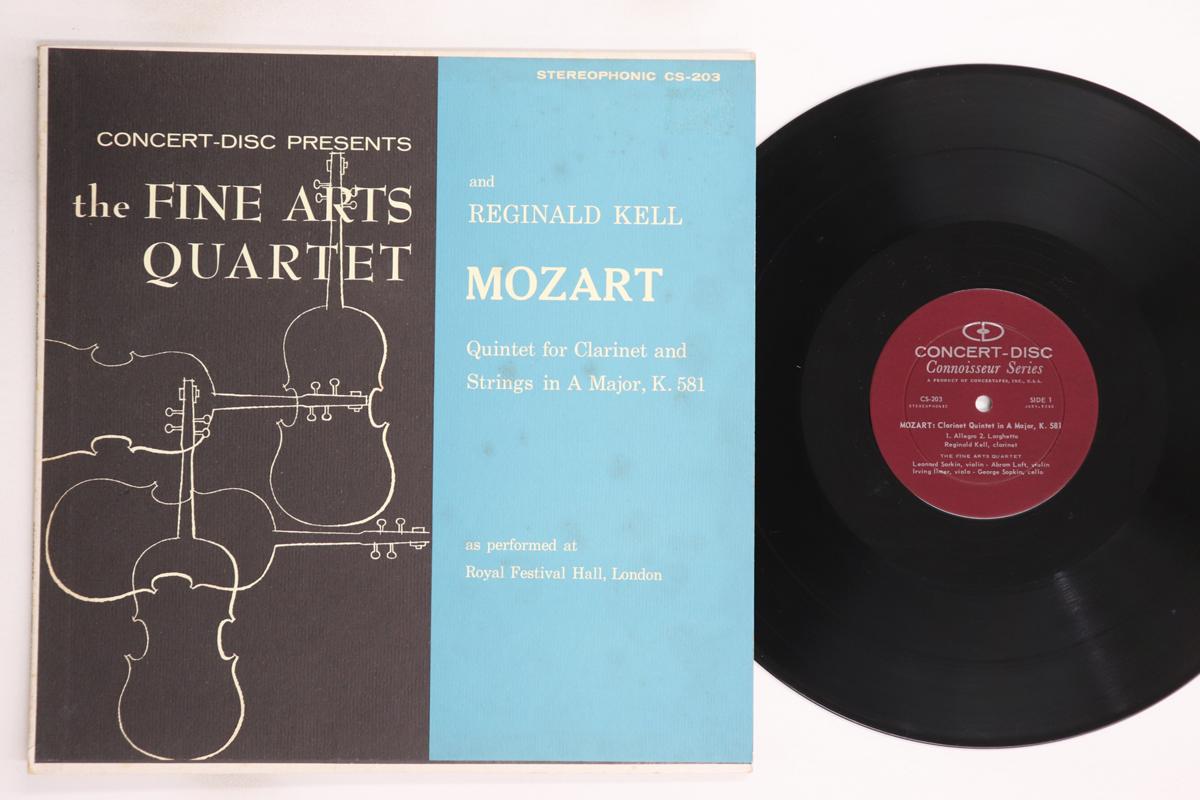 STEREOPHONIC CS-203
CONCERT-DISC PRESENTS
the FINE ARTS
QUARTET
and
REGINALD KELL
MOZART
Quintet for Clarinet and
Strings in A Major, K. 581
as performed at
Royal Festival Hall, London
CD
CONCERT-DISC
Connoisseur Series
A PRODUCT OF CONCERTAPES, INC., U.S.A.
CS-203 SIDE 1
STEREOPHONIC
MOZART: Clarinet Quintet in A Major, K. 581
1. Allegro 2. Larghetto
Reginald Kell, clarinet
THE FINE ARTS QUARTET
Leonard Sorkin, violin - Abram Loft, violin
Irving Ilmer, viola - George Sopkin, cello